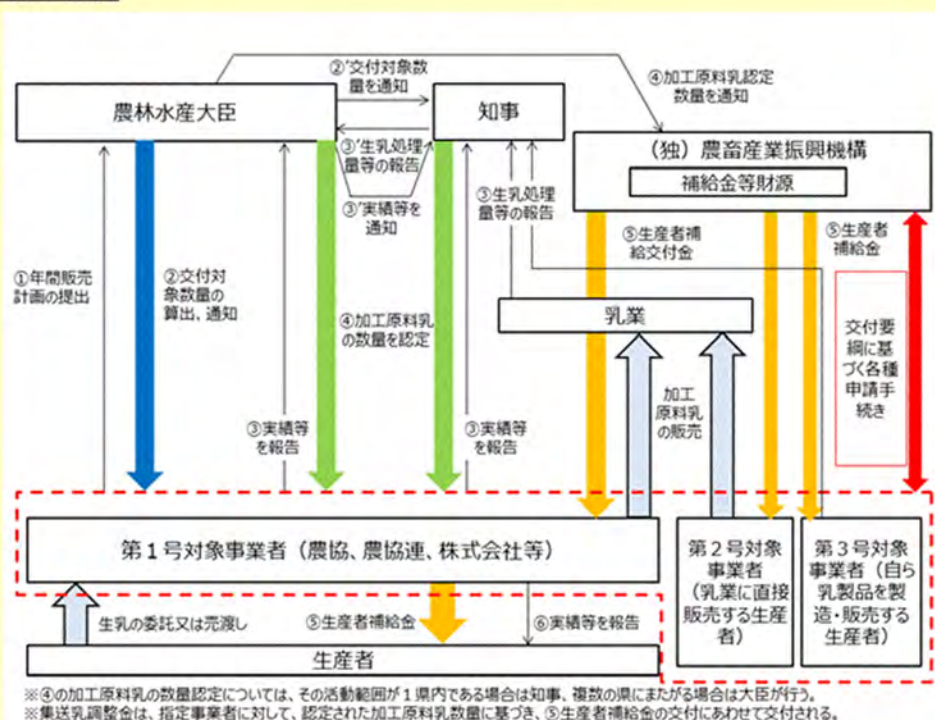 ②’交付対象数
量を通知
④加工原料乳認定
数量を通知
農林水産大臣
知事
（独）農畜産業振興機構
補給金等財源
③’生乳処理
量等の報告
③’実績等を
通知
③生乳処理
量等の報告
⑤生産者補
給交付金
⑤生産者
補給金
①年間販売
計画の提出
②交付対
象数量の
算出、通知
④加工原料乳
の数量を認定
乳業
交付要
綱に基
づく各種
申請手
続き
加工
原料乳
の販売
③実績等
を報告
③実績等
を報告
第１号対象事業者（農協、農協連、株式会社等）
第２号対象
事業者
（乳業に直接
販売する生産
者）
第３号対象
事業者（自ら
乳製品を製
造・販売する
生産者）
生乳の委託又は売渡し
⑤生産者補給金
⑥実績等を報告
生産者
※④の加工原料乳の数量認定については、その活動範囲が１県内である場合は知事、複数の県にまたがる場合は大臣が行う。
※集送乳調整金は、指定事業者に対して、認定された加工原料乳数量に基づき、⑤生産者補給金の交付にあわせて交付される。